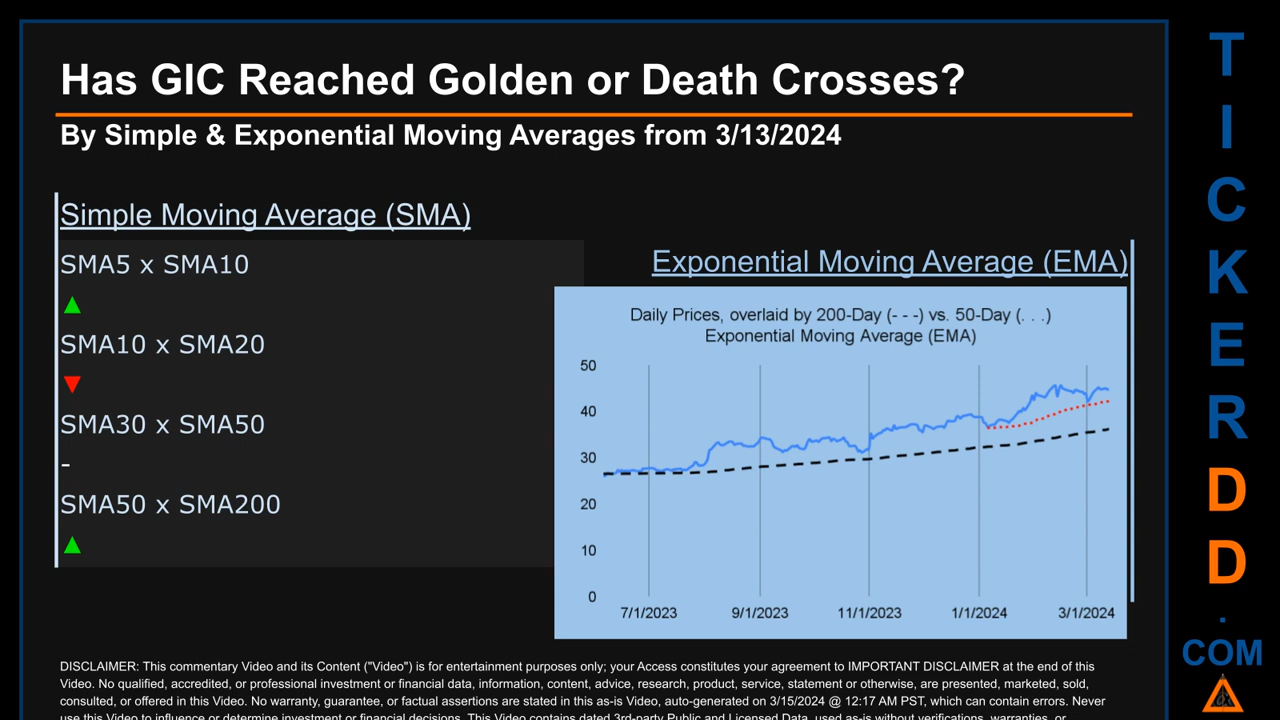 Has GIC Reached Golden or Death Crosses?
By Simple & Exponential Moving Averages from 3/13/2024
Simple Moving Average (SMA)
SMA5 x SMA10
▲
SMA10 x SMA20
▼
SMA30 x SMA50
-
SMA50 x SMA200
▲
Exponential Moving Average (EMA)
Daily Prices, overlaid by 200-Day (- - -) vs. 50-Day (. . .)
Exponential Moving Average (EMA)
50
40
30
20
10
0
7/1/2023 9/1/2023 11/1/2023 1/1/2024 3/1/2024
DISCLAIMER: This commentary Video and its Content ("Video") is for entertainment purposes only; your Access constitutes your agreement to IMPORTANT DISCLAIMER at the end of this
Video. No qualified, accredited, or professional investment or financial data, information, content, advice, research, product, service, statement or otherwise, are presented, marketed, sold,
consulted, or offered in this Video. No warranty, guarantee, or factual assertions are stated in this as-is Video, auto-generated on 3/15/2024 @ 12:17 AM PST, which can contain errors. Never
use this Video to influence or determine investment or financial decisions. This Video contains dated 3rd-party Public and Licensed Data, used as-is without verifications, warranties, or
T
I
C
K
E
R
D
D
.
COM